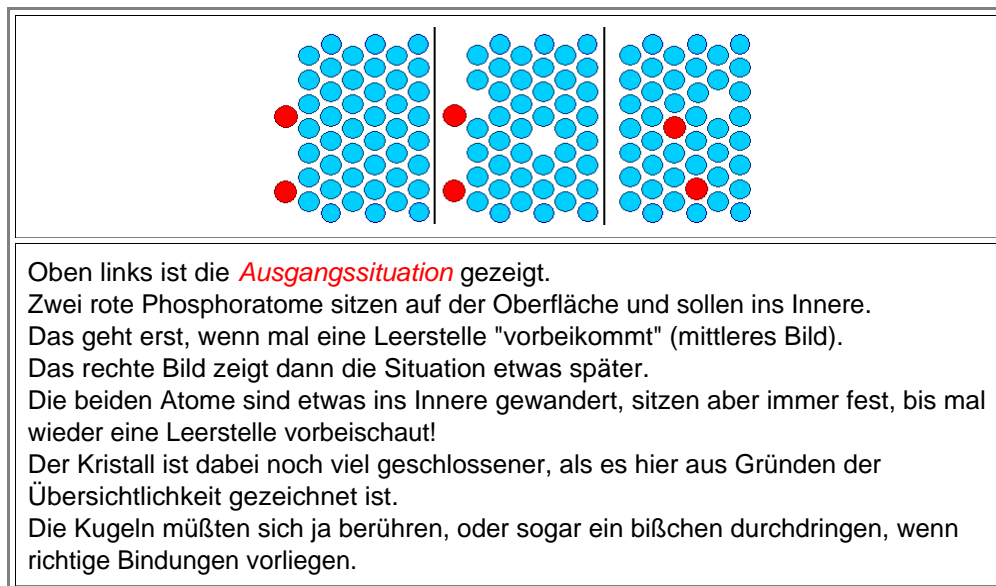 Oben links ist die Ausgangssituation gezeigt.
Zwei rote Phosphoratome sitzen auf der Oberfläche und sollen ins Innere.
Das geht erst, wenn mal eine Leerstelle "vorbeikommt" (mittleres Bild).
Das rechte Bild zeigt dann die Situation etwas später.
Die beiden Atome sind etwas ins Innere gewandert, sitzen aber immer fest, bis mal
wieder eine Leerstelle vorbeischaut!
Der Kristall ist dabei noch viel geschlossener, als es hier aus Gründen der
Übersichtlichkeit gezeichnet ist.
Die Kugeln müßten sich ja berühren, oder sogar ein bißchen durchdringen, wenn
richtige Bindungen vorliegen.